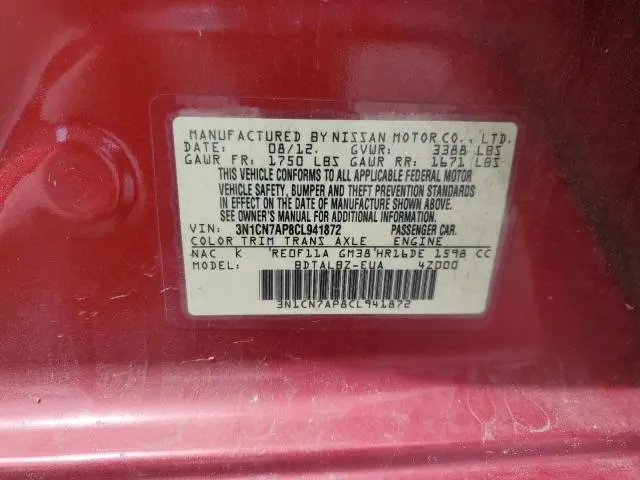 MANUFACTURED BY NISSAN MOTOR CO., LTD.
DATE: 08/12. GVWR: 3388 LBS
GAWR FR: 1750 LBS GAWR RR: 1671 LBS
THIS VEHICLE CONFORMS TO ALL APPLICABLE FEDERAL MOTOR
VEHICLE SAFETY, BUMPER AND THEFT PREVENTION STANDARDS
IN EFFECT ON THE DATE OF MANUFACTURE SHOWN ABOVE.
SEE OWNER'S MANUAL FOR ADDITIONAL INFORMATION.
VIN: 3N1CN7AP8CL941872 PASSENGER CAR.
COLOR TRIM TRANS AXLE ENGINE
NAC K RE0F11A GM38 HR16DE 1598 CC
BDTALBZ-EUA 4Z000
3N1CN7AP8CL941872